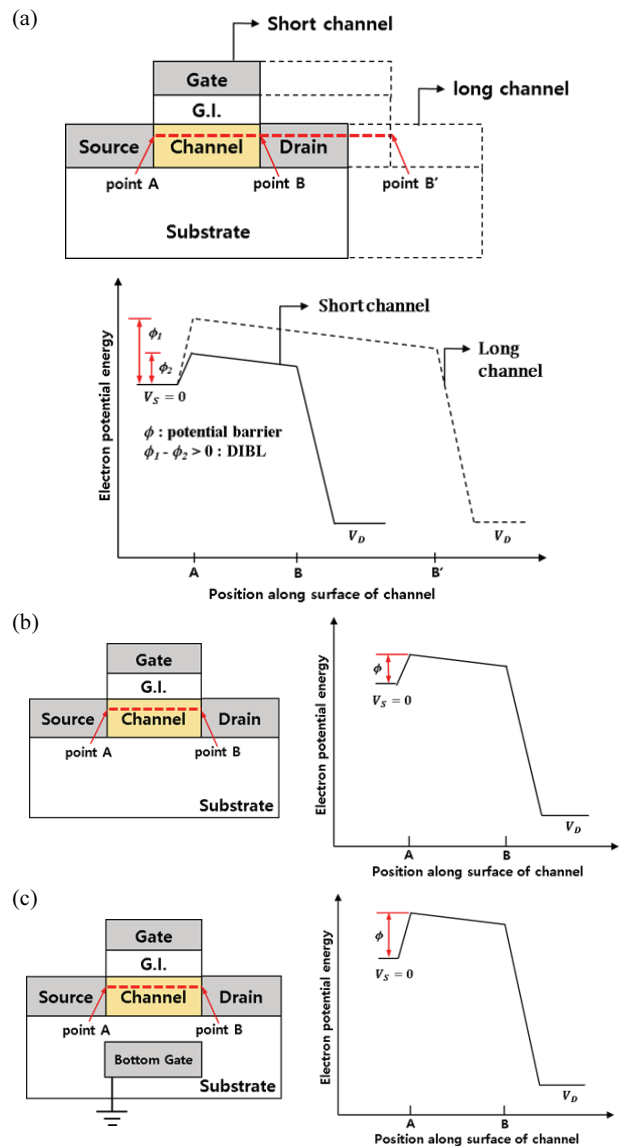 (a)
Short channel
Gate
long channel
G.I.
Source
Channel
Drain
point A
point B
point B'
Substrate
Electron potential energy
ϕ1
ϕ2
Short channel
Long
channel
VS = 0
ϕ : potential barrier
ϕ1 - ϕ2 > 0 : DIBL
VD
VD
A
B
B'
Position along surface of channel
(b)
Gate
G.I.
Source
Channel
Drain
point A
point B
Substrate
Electron potential energy
ϕ
VS = 0
VD
A
B
Position along surface of channel
(c)
Gate
G.I.
Source
Channel
Drain
point A
point B
Bottom Gate
Substrate
Electron potential energy
ϕ
VS = 0
VD
A
B
Position along surface of channel